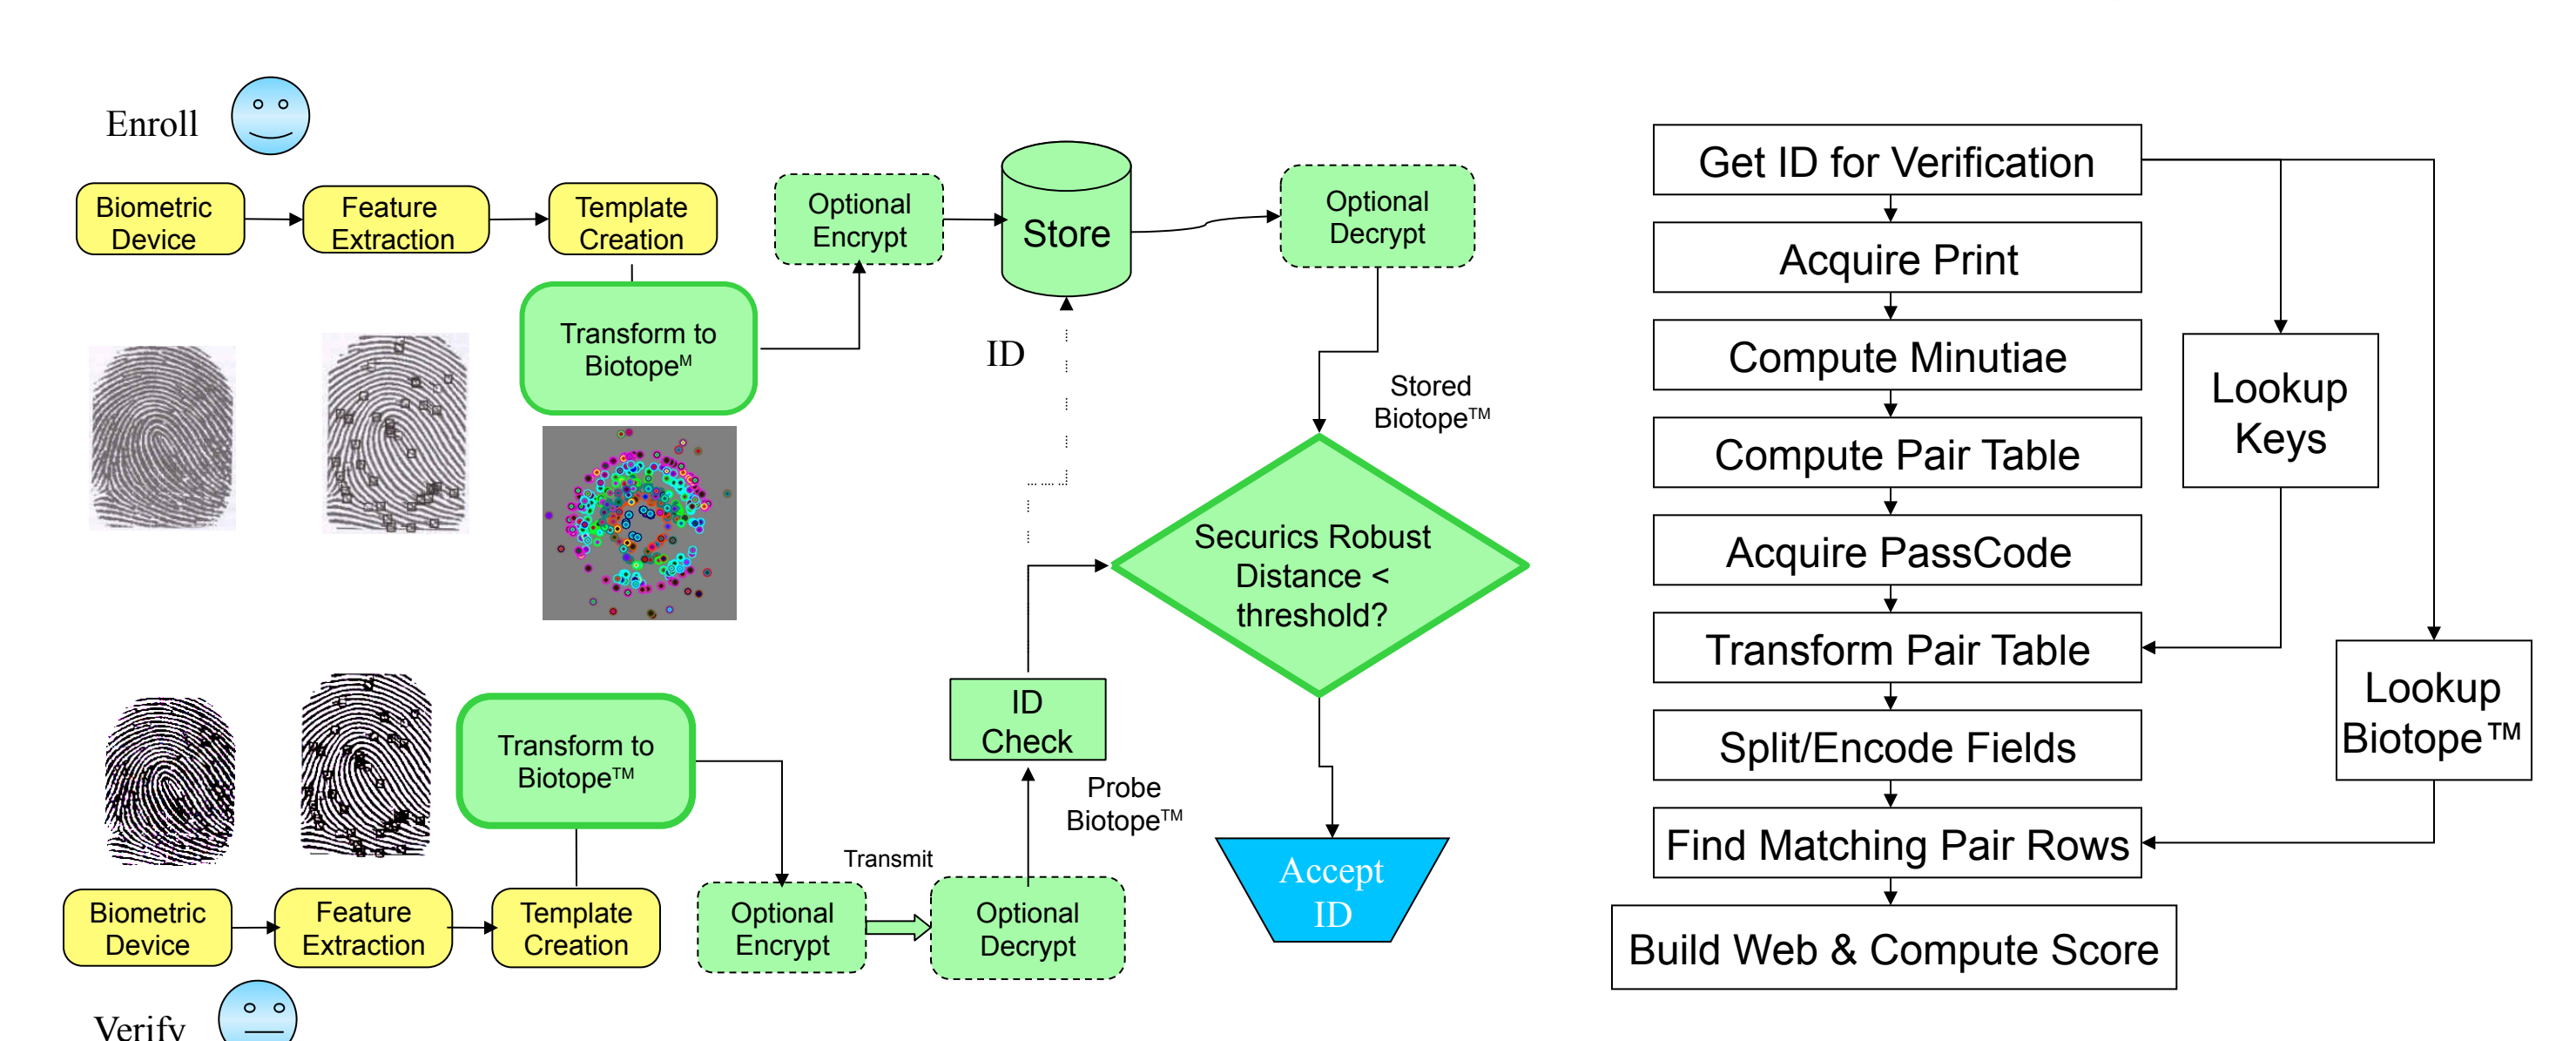 Enroll
Biometric
Device
Feature
Extraction
Template
Creation
Transform to
Biotopeᴹ
Optional
Encrypt
Store
Optional
Decrypt
ID
Stored
Biotope™
Securics Robust
Distance <
threshold?
Accept
ID
ID
Check
Probe
Biotope™
Transform to
Biotope™
Transmit
Biometric
Device
Feature
Extraction
Template
Creation
Optional
Encrypt
Optional
Decrypt
Verify
Get ID for Verification
Acquire Print
Compute Minutiae
Compute Pair Table
Acquire PassCode
Transform Pair Table
Split/Encode Fields
Find Matching Pair Rows
Build Web & Compute Score
Lookup
Keys
Lookup
Biotope™